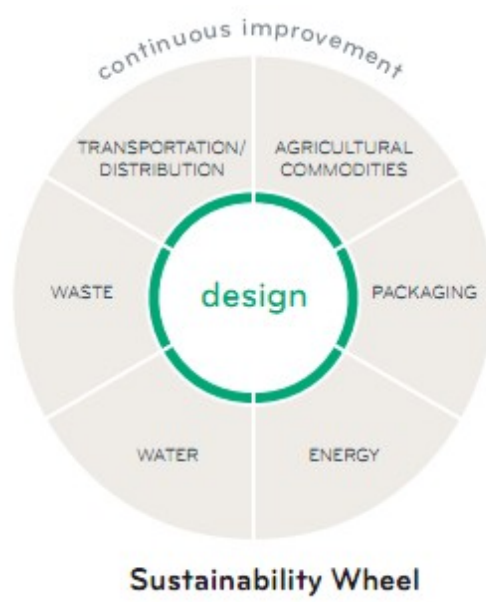 continuous improvement
TRANSPORTATION/
DISTRIBUTION
AGRICULTURAL
COMMODITIES
WASTE
design
PACKAGING
WATER
ENERGY
Sustainability Wheel